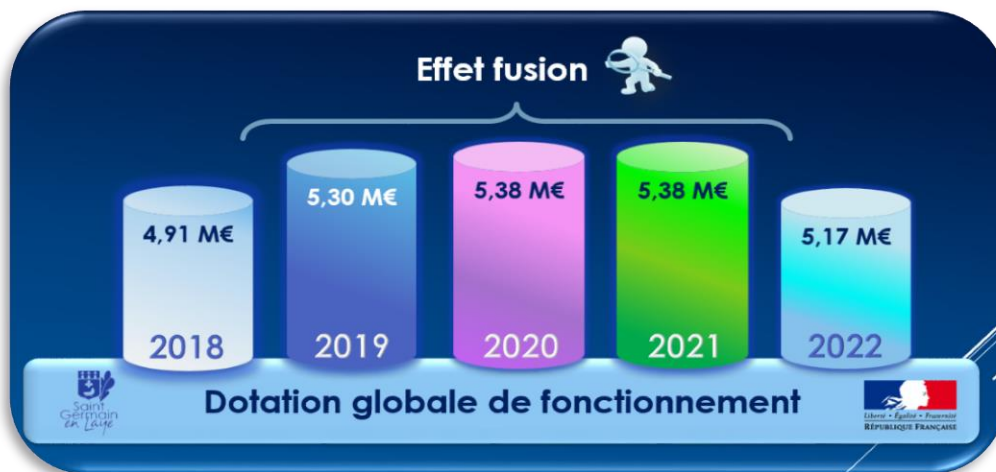 Effet fusion
4,91 M€
5,30 M€
5,38 M€
5,38 M€
5,17 M€
2018
2019
2020
2021
2022
Dotation globale de fonctionnement
Saint
Germain
en Laye
Liberté • Égalité • Fraternité
RÉPUBLIQUE FRANÇAISE